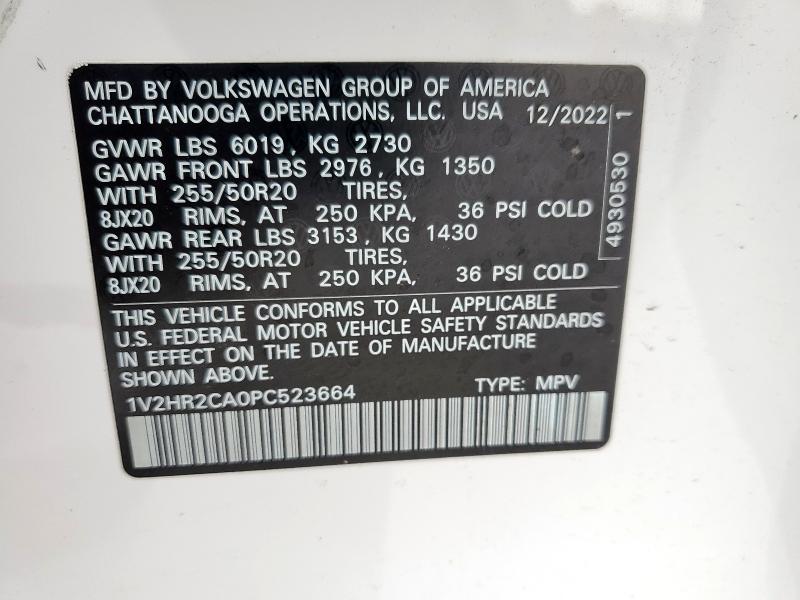 MFD BY VOLKSWAGEN GROUP OF AMERICA
CHATTANOOGA OPERATIONS, LLC. USA 12/2022
GVWR LBS 6019, KG 2730
GAWR FRONT LBS 2976, KG 1350
WITH 255/50R20 TIRES,
8JX20 RIMS, AT 250 KPA, 36 PSI COLD
GAWR REAR LBS 3153, KG 1430
WITH 255/50R20 TIRES,
8JX20 RIMS, AT 250 KPA, 36 PSI COLD
4930530 1
THIS VEHICLE CONFORMS TO ALL APPLICABLE
U.S. FEDERAL MOTOR VEHICLE SAFETY STANDARDS
IN EFFECT ON THE DATE OF MANUFACTURE
1V2HR2CA0PC523664 TYPE: MPV